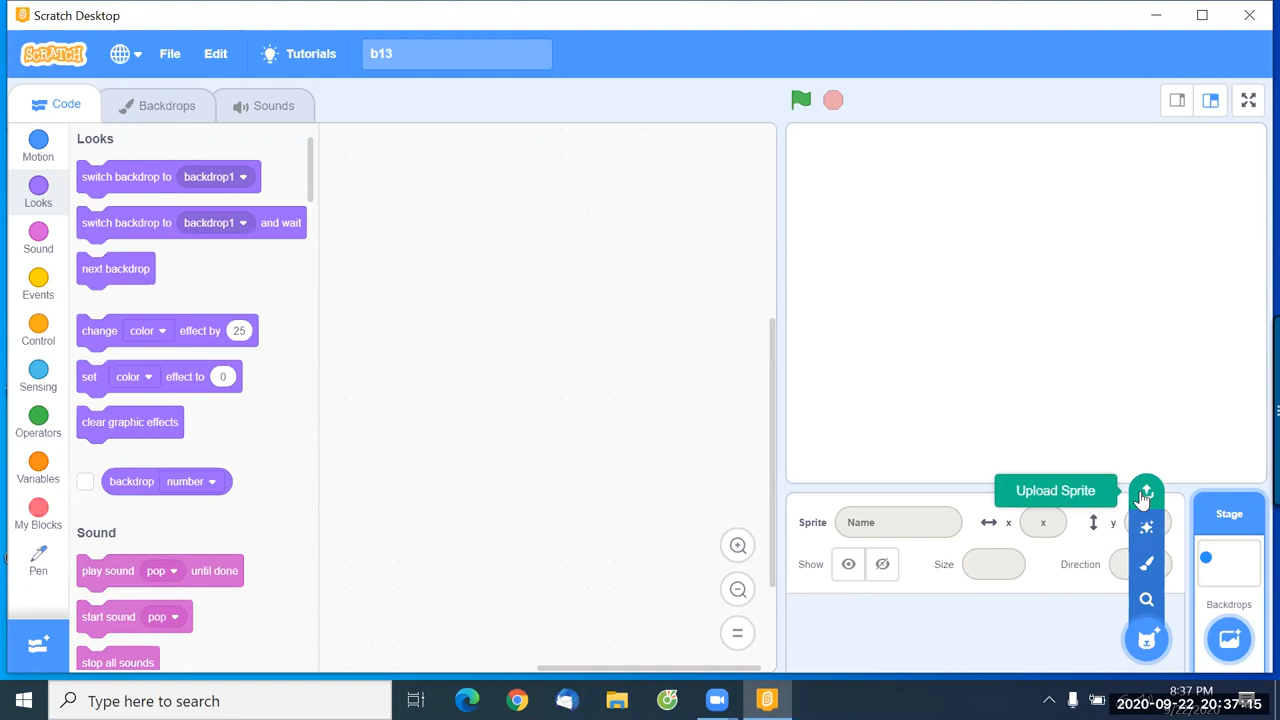 Scratch Desktop
SCRATCH
File
Edit
Tutorials
b13
Code
Backdrops
Sounds
Motion
Looks
Sound
Events
Control
Sensing
Operators
Variables
My Blocks
Pen
Looks
switch backdrop to backdrop1
switch backdrop to backdrop1 and wait
next backdrop
change color effect by 25
set color effect to 0
clear graphic effects
backdrop number
Sound
play sound pop until done
start sound pop
stop all sounds
Upload Sprite
Sprite Name x x y
Show Size Direction
Stage
Backdrops
Type here to search
8:37 PM
2020-09-22 20:37:15